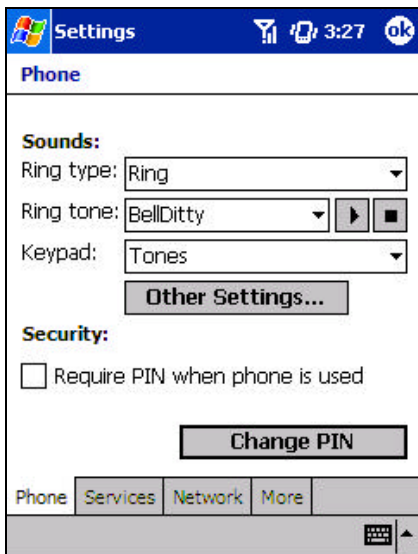 Settings 3:27 ok
Phone
Sounds:
Ring type: Ring
Ring tone: BellDitty
Keypad: Tones
Other Settings...
Security:
Require PIN when phone is used
Change PIN
Phone Services Network More